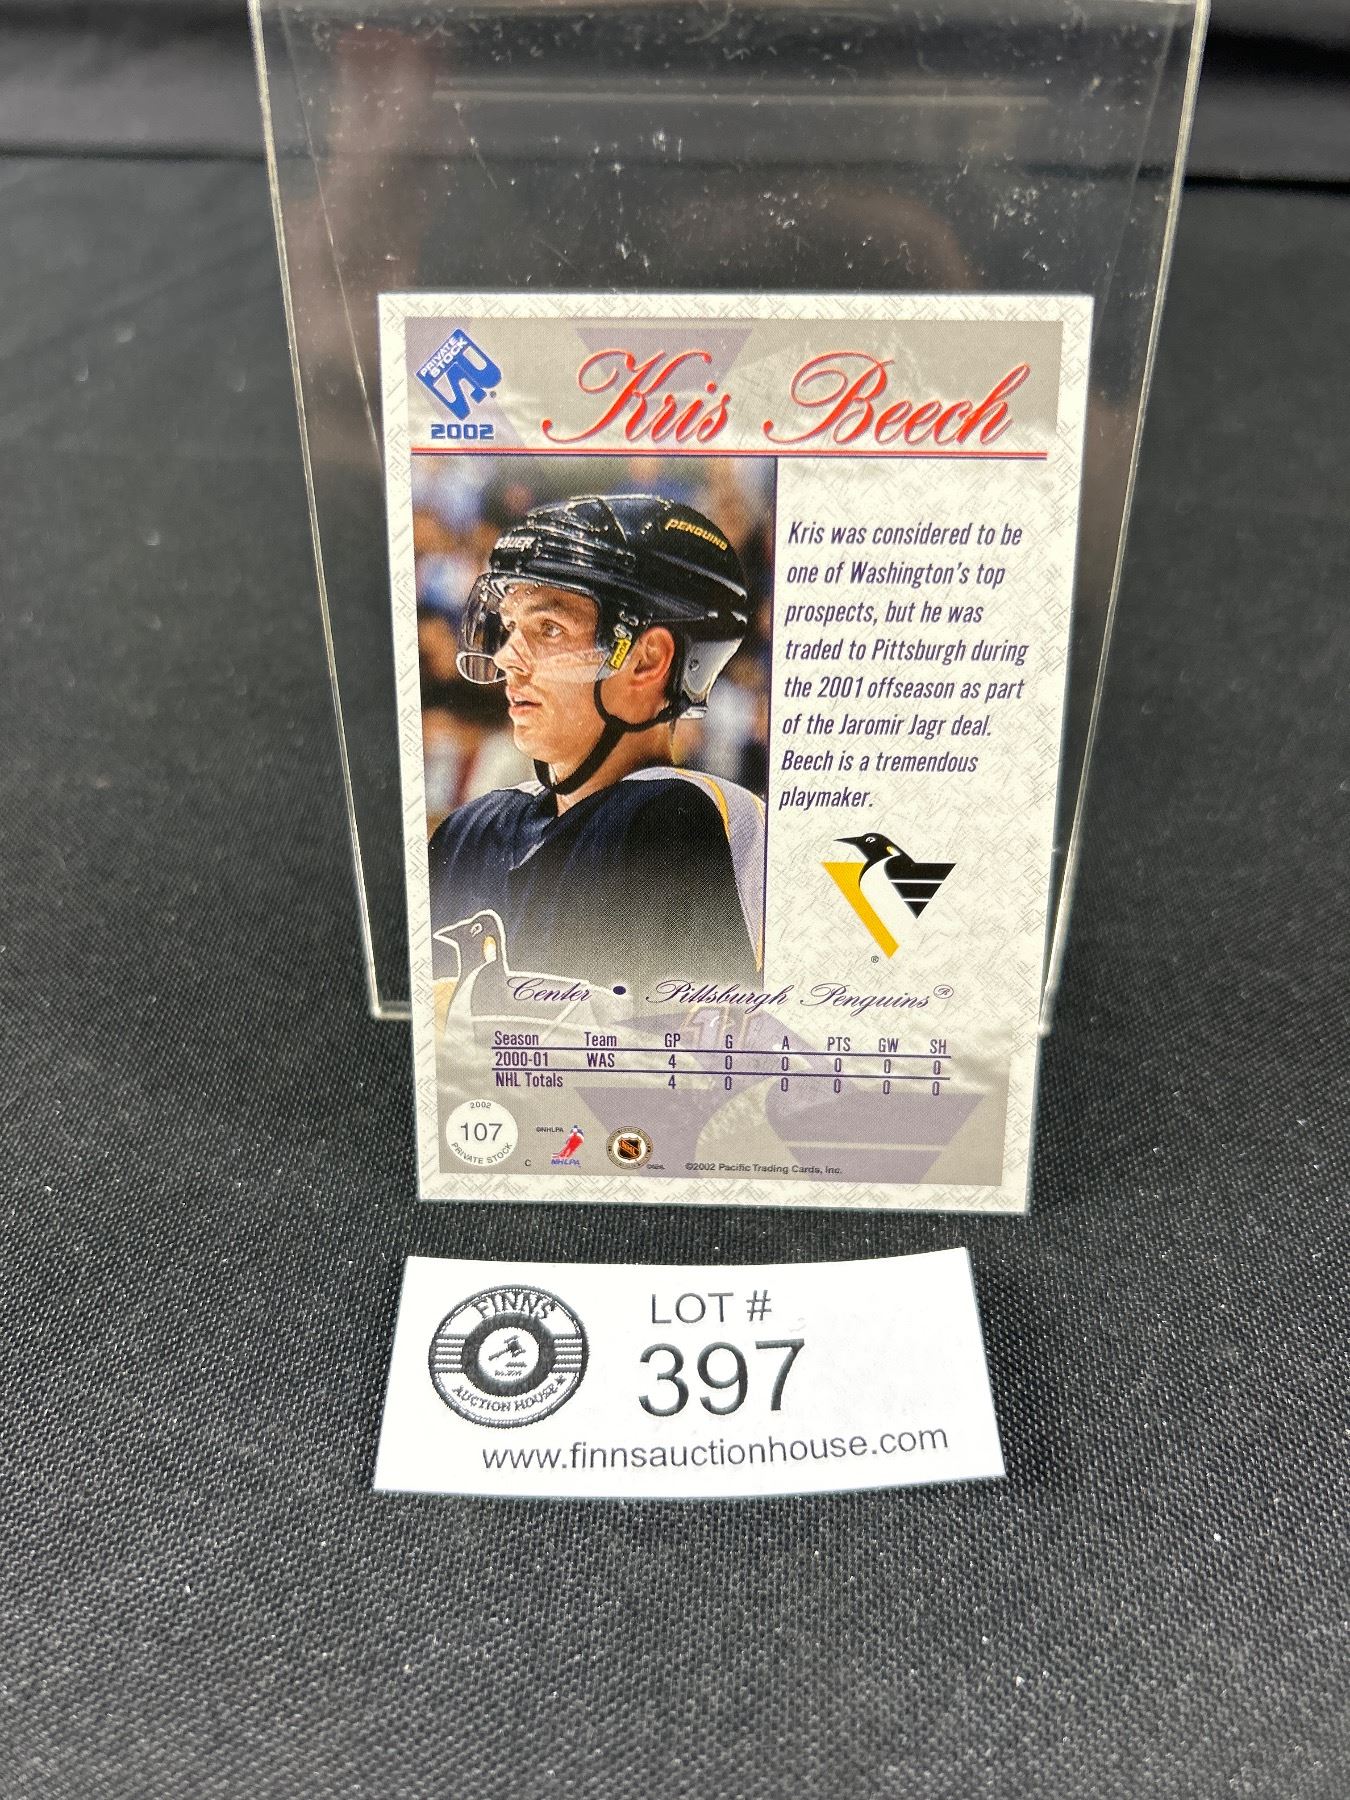 PRIVATE
STOCK
2002
Kris Beech
PENGUINS
Kris was considered to be
one of Washington's top
prospects, but he was
traded to Pittsburgh during
the 2001 offseason as part
of the Jaromir Jagr deal.
Beech is a tremendous
playmaker.
®
Center • Pittsburgh Penguins®
Season Team GP G A PTS GW SH
2000-01 WAS 4 0 0 0 0 0
NHL Totals 4 0 0 0 0 0
2002
107
PRIVATE STOCK
C
©NHLPA
NHLPA
NHL
©2002 Pacific Trading Cards, Inc.
FINNS
AUCTION HOUSE
LOT #
397
www.finnsauctionhouse.com